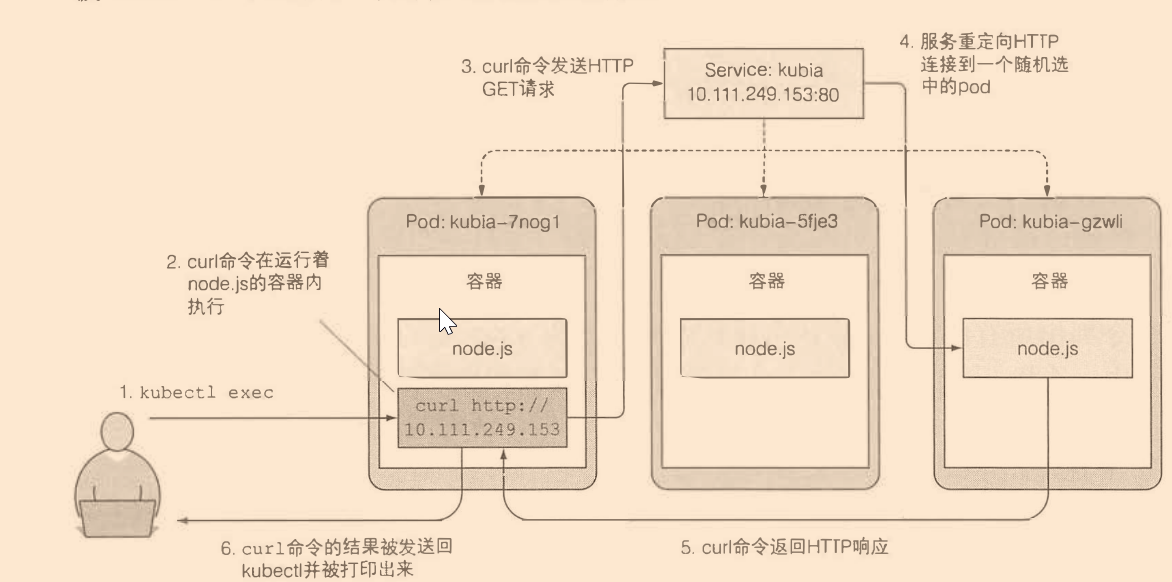 3. curl命令发送HTTP
GET请求
Service: kubia
10.111.249.153:80
4. 服务重定向HTTP
连接到一个随机选
中的pod
Pod: kubia-7nog1
Pod: kubia-5fje3
Pod: kubia-gzwli
2. curl命令在运行着
node.js的容器内
执行
容器
容器
容器
node.js
node.js
node.js
1. kubectl exec
curl http://
10.111.249.153
6. curl命令的结果被发送回
kubectl并被打印出来
5. curl命令返回HTTP响应